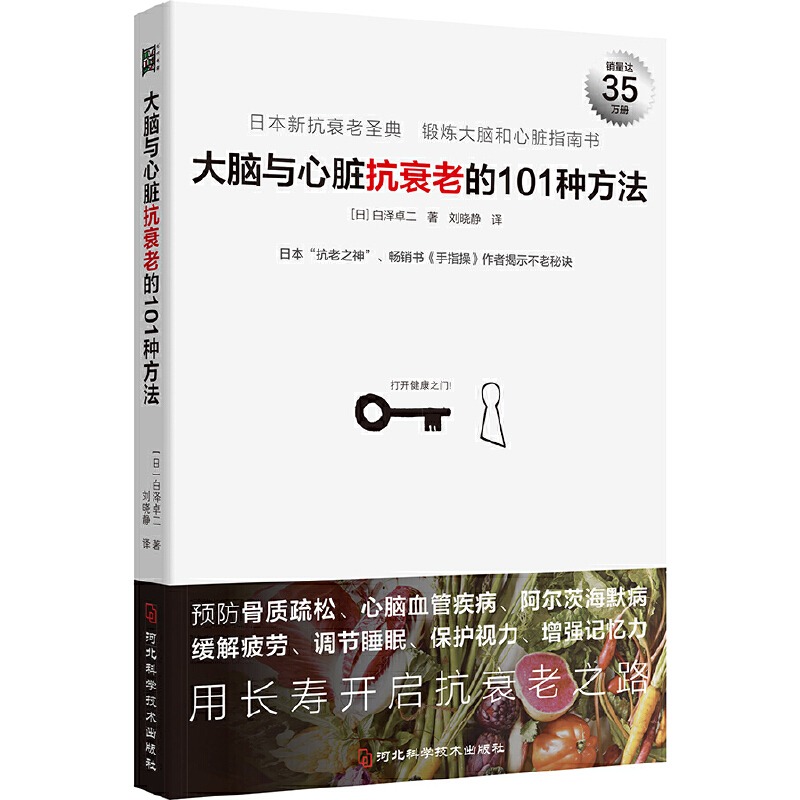 销量达
35
万册
日本新抗衰老圣典 锻炼大脑和心脏指南书
大脑与心脏抗衰老的101种方法
[日]白泽卓二 著 刘晓静 译
日本“抗老之神”、畅销书《手指操》作者揭示不老秘诀
打开健康之门!
预防骨质疏松、心脑血管疾病、阿尔茨海默病,
缓解疲劳、调节睡眠、保护视力、增强记忆力
用长寿开启抗衰老之路
河北科学技术出版社
大脑与心脏抗衰老的101种方法
[日]白泽卓二 著
刘晓静 译
河北科学技术出版社